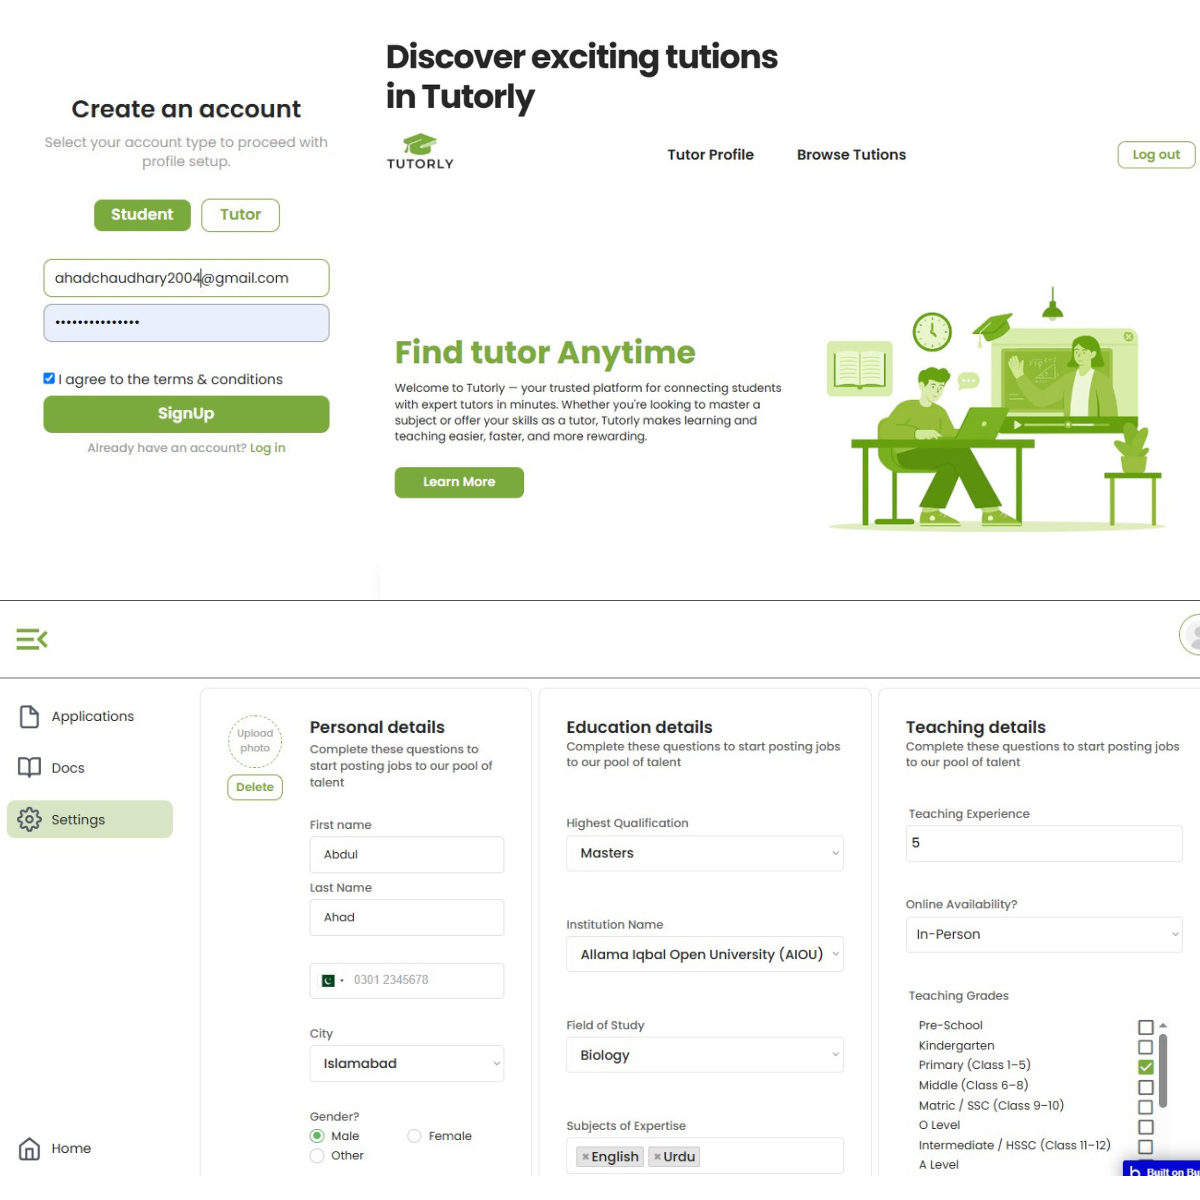 Create an account
Select your account type to proceed with
profile setup.
Student
Tutor
ahadchaudhary2004@gmail.com
I agree to the terms & conditions
SignUp
Already have an account? Log in
Discover exciting tutions
in Tutorly
TUTORLY
Tutor Profile
Browse Tutions
Log out
Find tutor Anytime
Welcome to Tutorly — your trusted platform for connecting students
with expert tutors in minutes. Whether you're looking to master a
subject or offer your skills as a tutor, Tutorly makes learning and
teaching easier, faster, and more rewarding.
Learn More
Applications
Docs
Settings
Home
Upload
photo
Delete
Personal details
Complete these questions to
start posting jobs to our pool of
talent
First name
Abdul
Last Name
Ahad
0301 2345678
City
Islamabad
Gender?
Male
Female
Other
Education details
Complete these questions to start posting jobs
to our pool of talent
Highest Qualification
Masters
Institution Name
Allama Iqbal Open University (AIOU)
Field of Study
Biology
Subjects of Expertise
×English ×Urdu
Teaching details
Complete these questions to start posting jobs
to our pool of talent
Teaching Experience
5
Online Availability?
In-Person
Teaching Grades
Pre-School
Kindergarten
Primary (Class 1–5)
Middle (Class 6–8)
Matric / SSC (Class 9–10)
O Level
Intermediate / HSSC (Class 11–12)
A Level
b Built on Bu